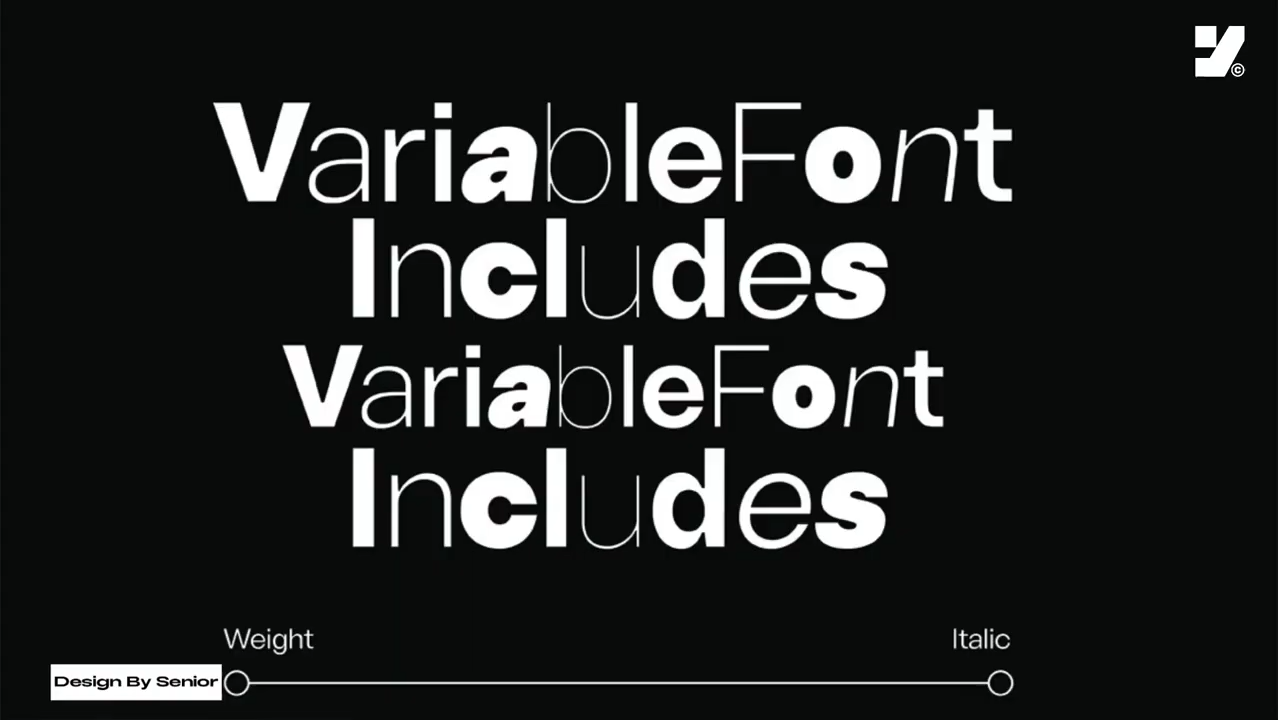 VariableFont
Includes
VariableFont
Includes
Weight
Italic
Design By Senior
©